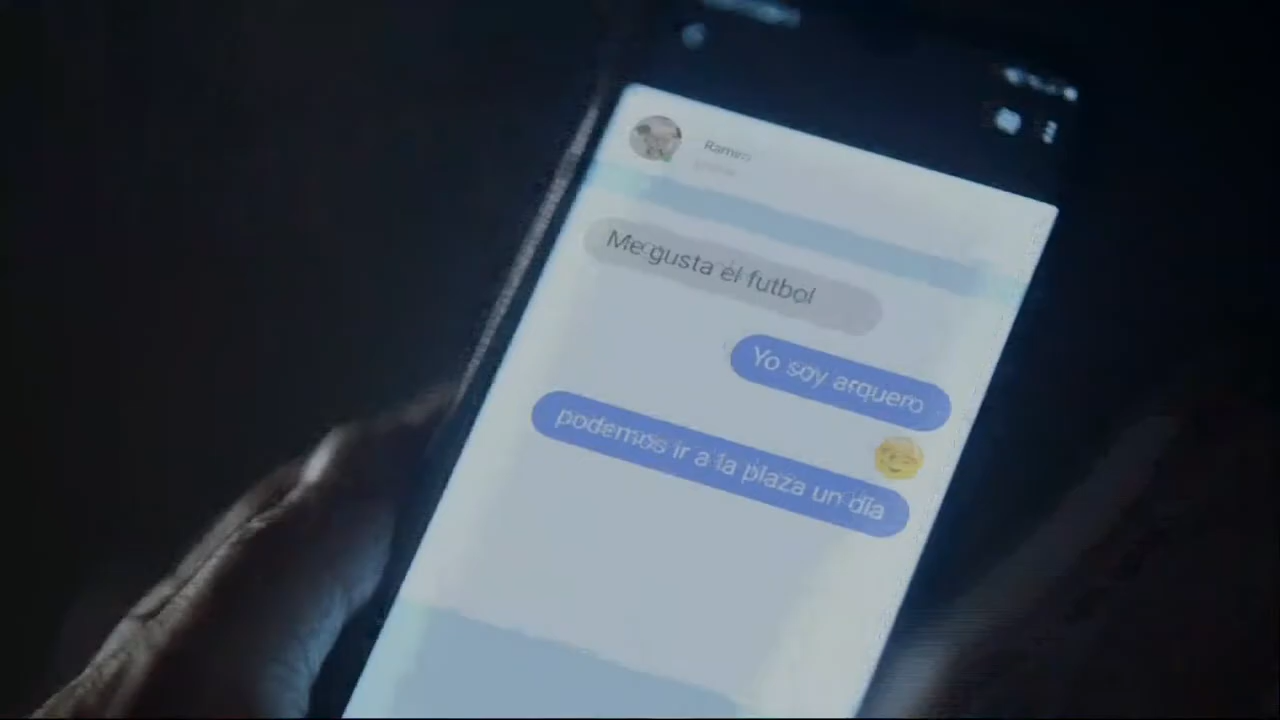 Ramiro
Me gusta el futbol
Yo soy arquero
podemos ir a la plaza un día